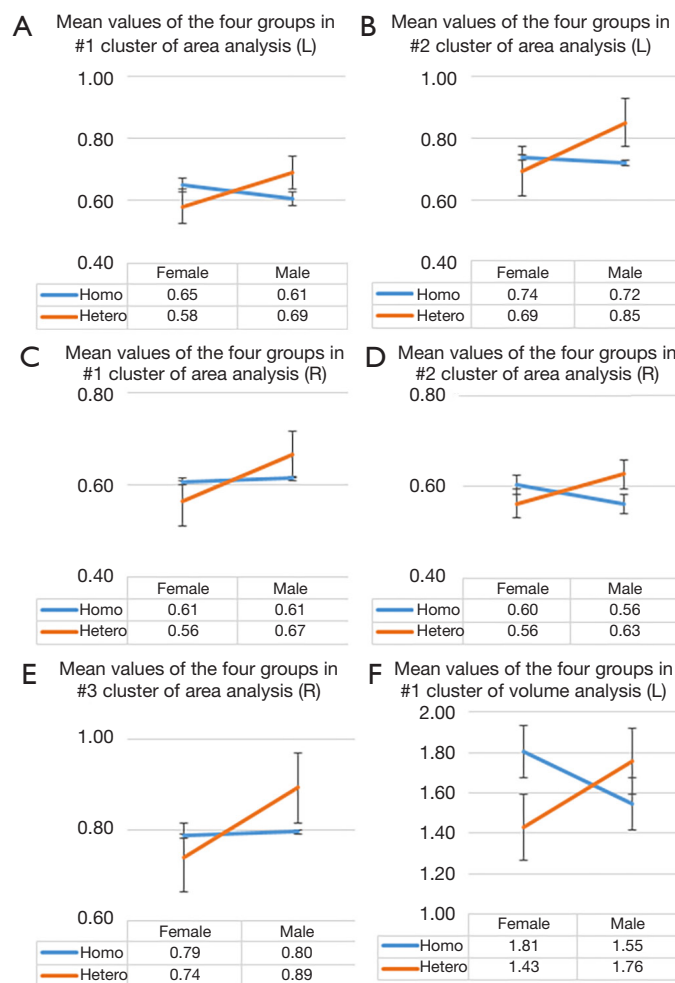 A
Mean values of the four groups in
#1 cluster of area analysis (L)
1.00
0.80
0.60
0.40
Female Male
Homo 0.65 0.61
Hetero 0.58 0.69
B
Mean values of the four groups in
#2 cluster of area analysis (L)
1.00
0.80
0.60
0.40
Female Male
Homo 0.74 0.72
Hetero 0.69 0.85
C
Mean values of the four groups in
#1 cluster of area analysis (R)
0.80
0.60
0.40
Female Male
Homo 0.61 0.61
Hetero 0.56 0.67
D
Mean values of the four groups in
#2 cluster of area analysis (R)
0.80
0.60
0.40
Female Male
Homo 0.60 0.56
Hetero 0.56 0.63
E
Mean values of the four groups in
#3 cluster of area analysis (R)
1.00
0.80
0.60
Female Male
Homo 0.79 0.80
Hetero 0.74 0.89
F
Mean values of the four groups in
#1 cluster of volume analysis (L)
2.00
1.80
1.60
1.40
1.20
1.00
Female Male
Homo 1.81 1.55
Hetero 1.43 1.76